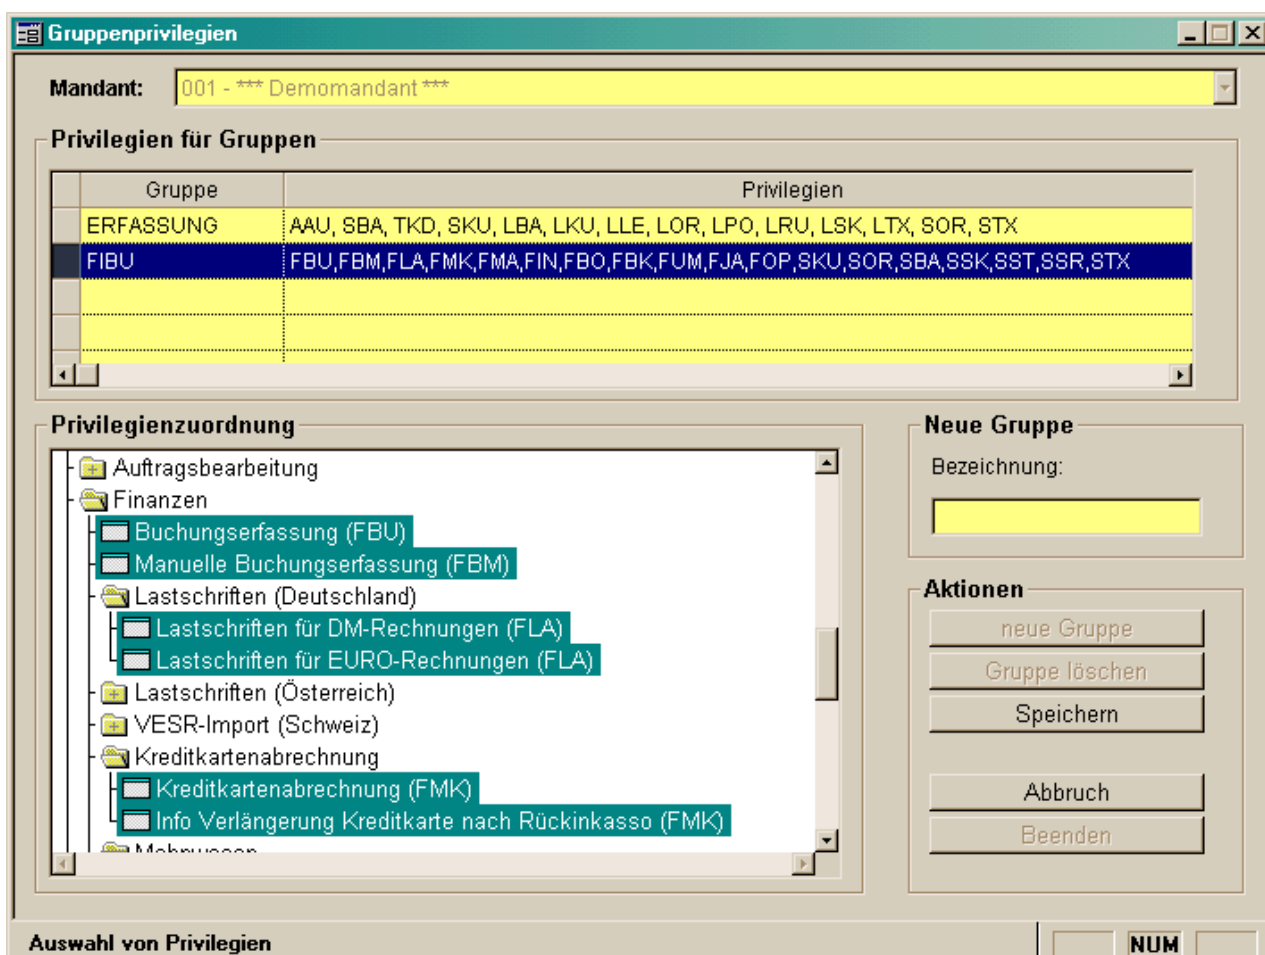 Gruppenprivilegien
Mandant: 001 - *** Demomandant ***
Privilegien für Gruppen
Gruppe Privilegien
ERFASSUNG AAU, SBA, TKD, SKU, LBA, LKU, LLE, LOR, LPO, LRU, LSK, LTX, SOR, STX
FIBU FBU,FBM,FLA,FMK,FMA,FIN,FBO,FBK,FUM,FJA,FOP,SKU,SOR,SBA,SSK,SST,SSR,STX
Privilegienzuordnung
Auftragsbearbeitung
Finanzen
Buchungserfassung (FBU)
Manuelle Buchungserfassung (FBM)
Lastschriften (Deutschland)
Lastschriften für DM-Rechnungen (FLA)
Lastschriften für EURO-Rechnungen (FLA)
Lastschriften (Österreich)
VESR-Import (Schweiz)
Kreditkartenabrechnung
Kreditkartenabrechnung (FMK)
Info Verlängerung Kreditkarte nach Rückinkasso (FMK)
Mahnwesen
Neue Gruppe
Bezeichnung:
Aktionen
neue Gruppe
Gruppe löschen
Speichern
Abbruch
Beenden
Auswahl von Privilegien
NUM